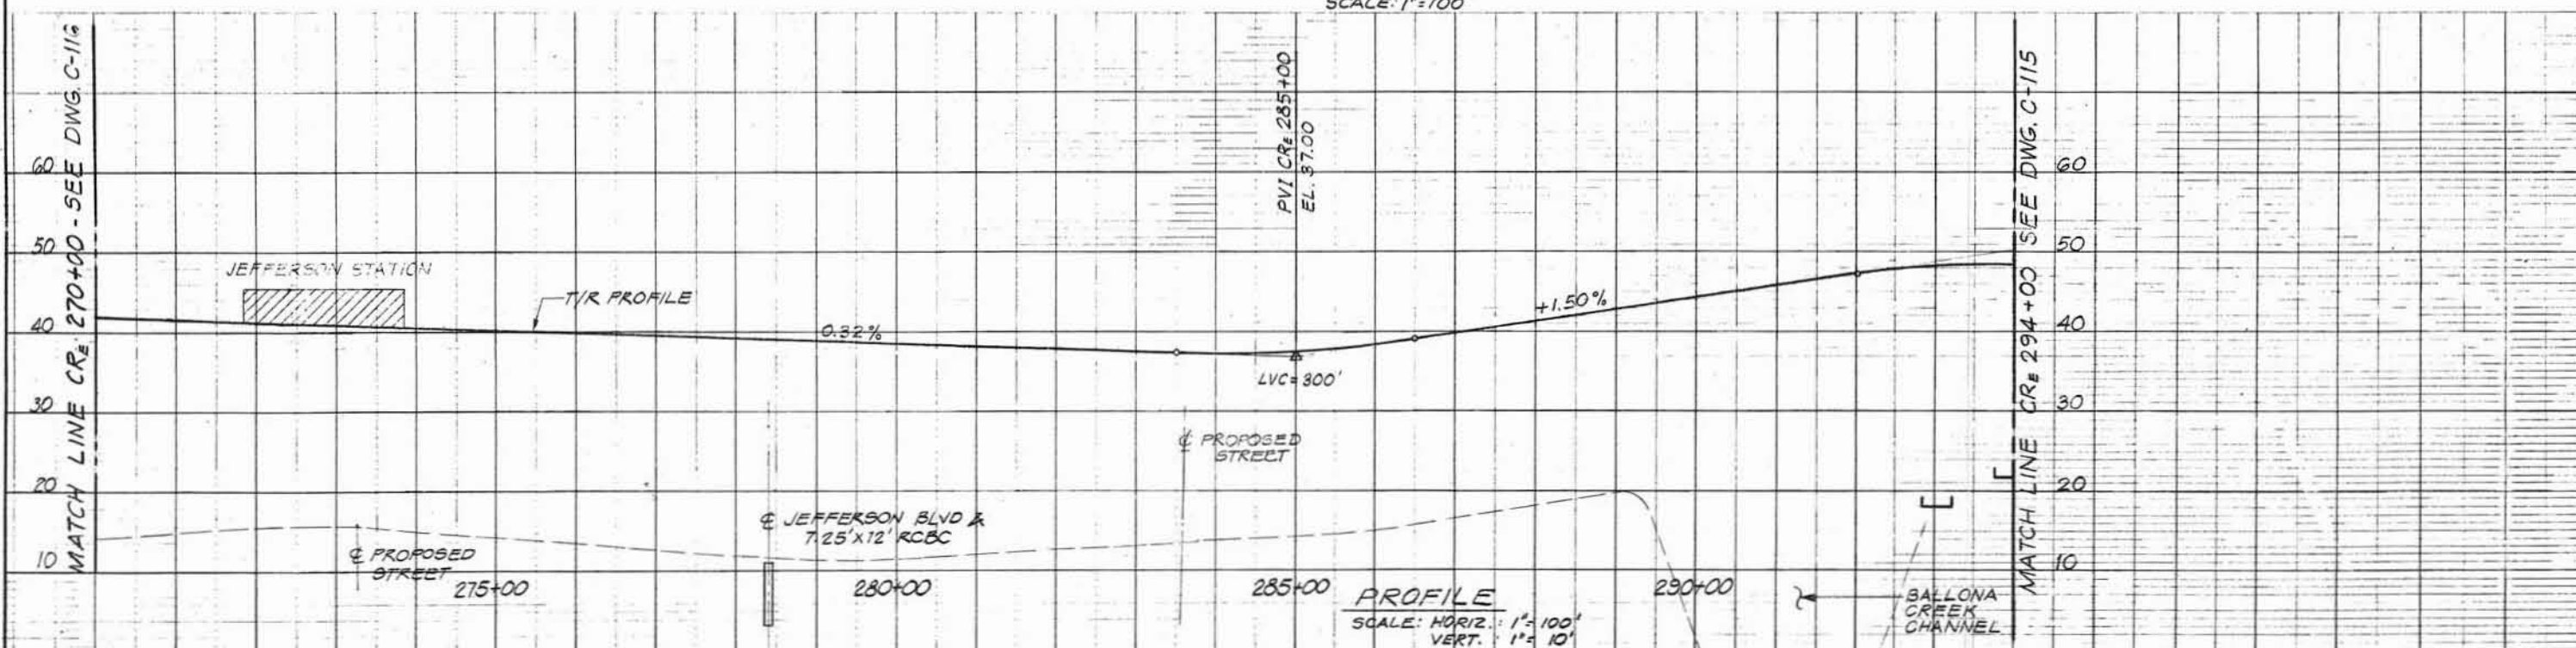 SCALE: 1"=100'
MATCH LINE CRE 270+00 - SEE DWG. C-116
60
50
40
30
20
10
JEFFERSON STATION
T/R PROFILE
0.32%
PVI CRE 285+00
EL. 37.00
LVC=300'
+1.50%
℄ PROPOSED
STREET
℄ PROPOSED
STREET
℄ JEFFERSON BLVD &
7.25'x12' RCBC
275+00
280+00
285+00
290+00
PROFILE
SCALE: HORIZ.: 1"=100'
VERT.: 1"=10'
BALLONA
CREEK
CHANNEL
MATCH LINE CRE 294+00 SEE DWG. C-115
60
50
40
30
20
10